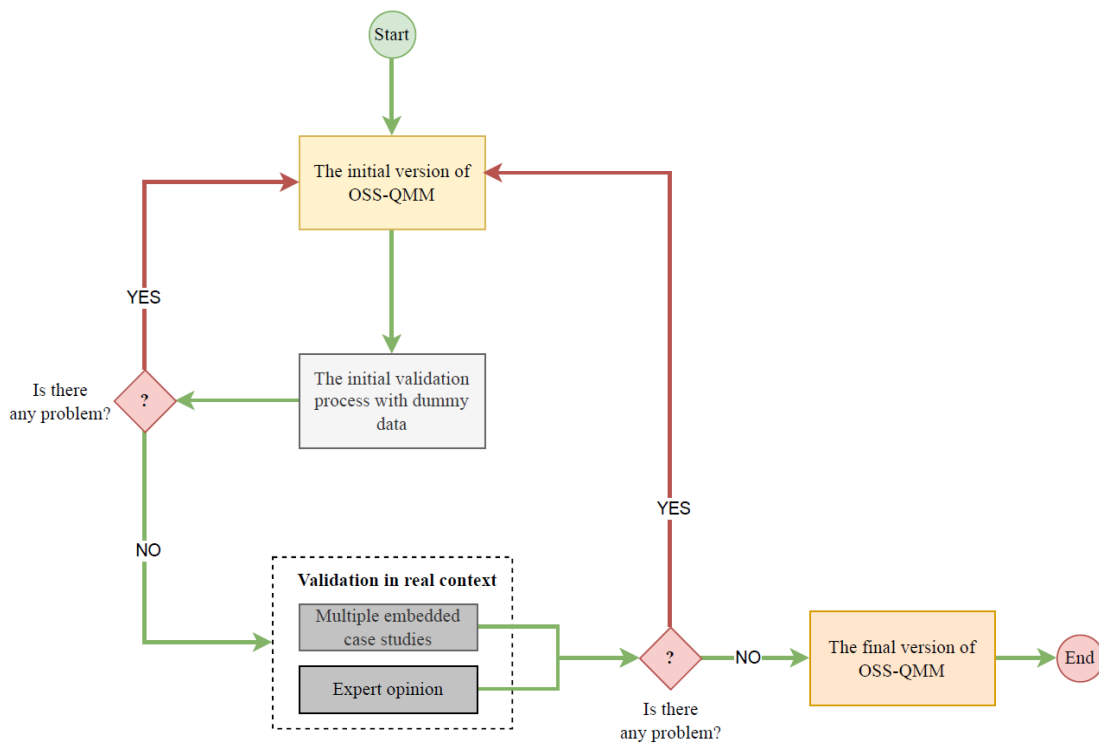 Start
The initial version of
OSS-QMM
YES
The initial validation
process with dummy
data
?
Is there
any problem?
NO
Validation in real context
Multiple embedded
case studies
Expert opinion
YES
?
Is there
any problem?
NO
The final version of
OSS-QMM
End